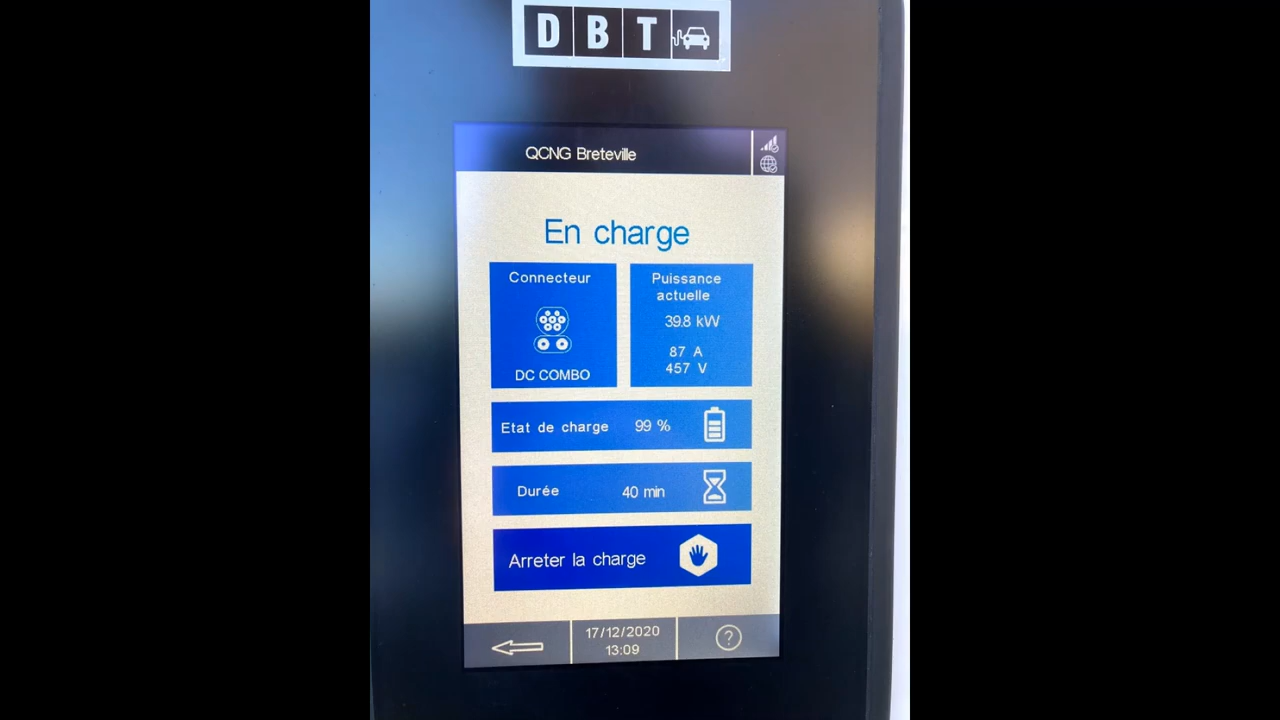 DBT
QCNG Breteville
En charge
Connecteur
DC COMBO
Puissance
actuelle
39.8 kW
87 A
457 V
Etat de charge 99 %
Durée 40 min
Arreter la charge
17/12/2020
13:09
?